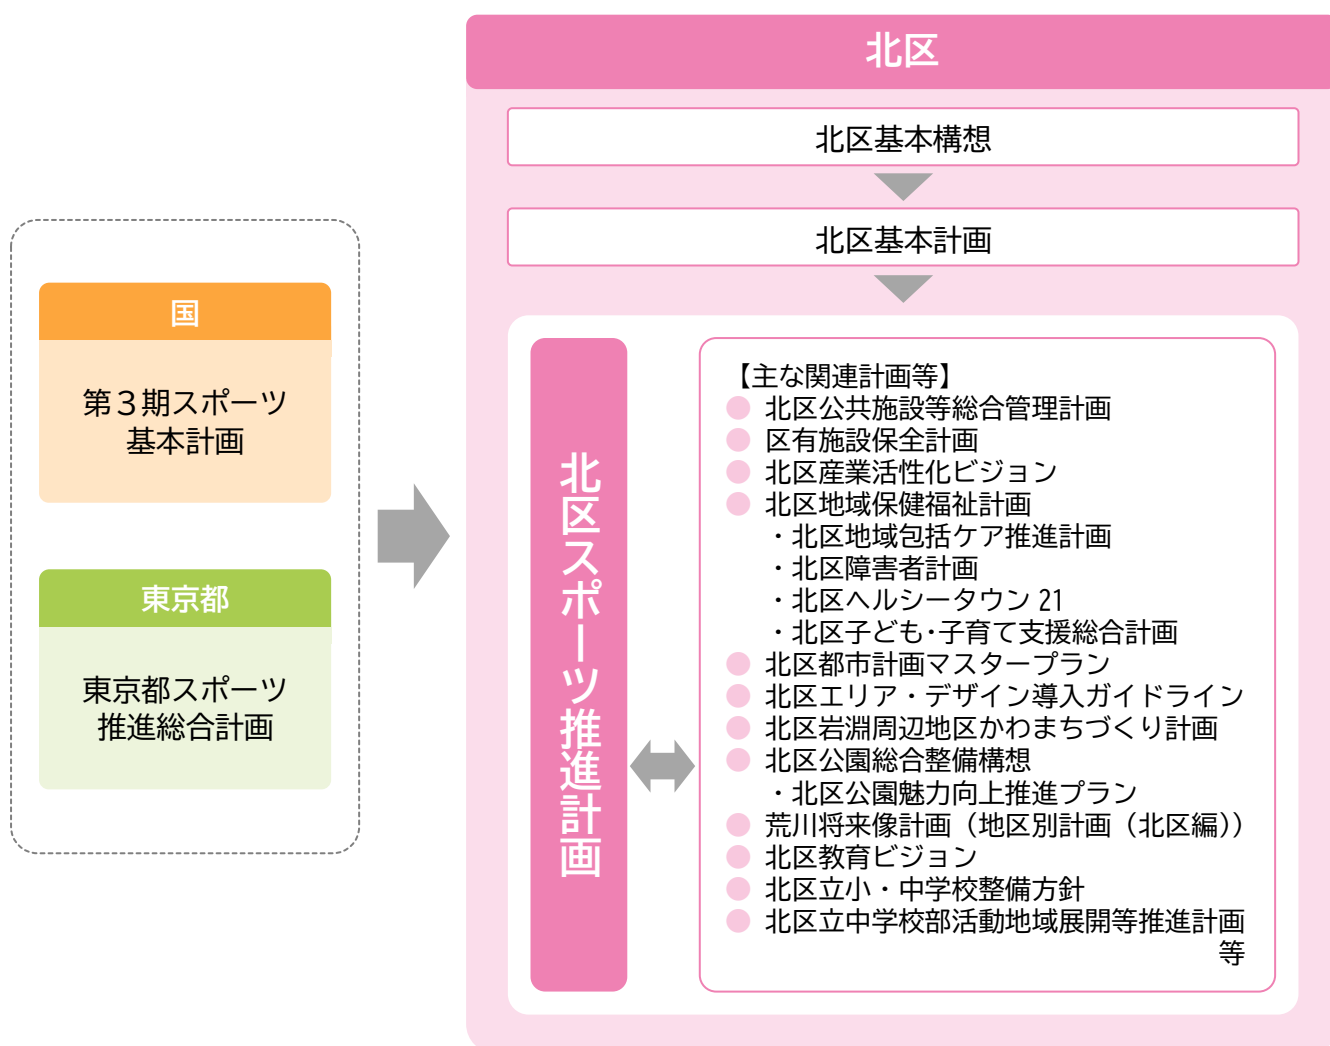 北区
北区基本構想
北区基本計画
国
第３期スポーツ
基本計画
東京都
東京都スポーツ
推進総合計画
北区スポーツ推進計画
【主な関連計画等】
● 北区公共施設等総合管理計画
● 区有施設保全計画
● 北区産業活性化ビジョン
● 北区地域保健福祉計画
・北区地域包括ケア推進計画
・北区障害者計画
・北区ヘルシータウン 21
・北区子ども・子育て支援総合計画
● 北区都市計画マスタープラン
● 北区エリア・デザイン導入ガイドライン
● 北区岩淵周辺地区かわまちづくり計画
● 北区公園総合整備構想
・北区公園魅力向上推進プラン
● 荒川将来像計画（地区別計画（北区編））
● 北区教育ビジョン
● 北区立小・中学校整備方針
● 北区立中学校部活動地域展開等推進計画
等